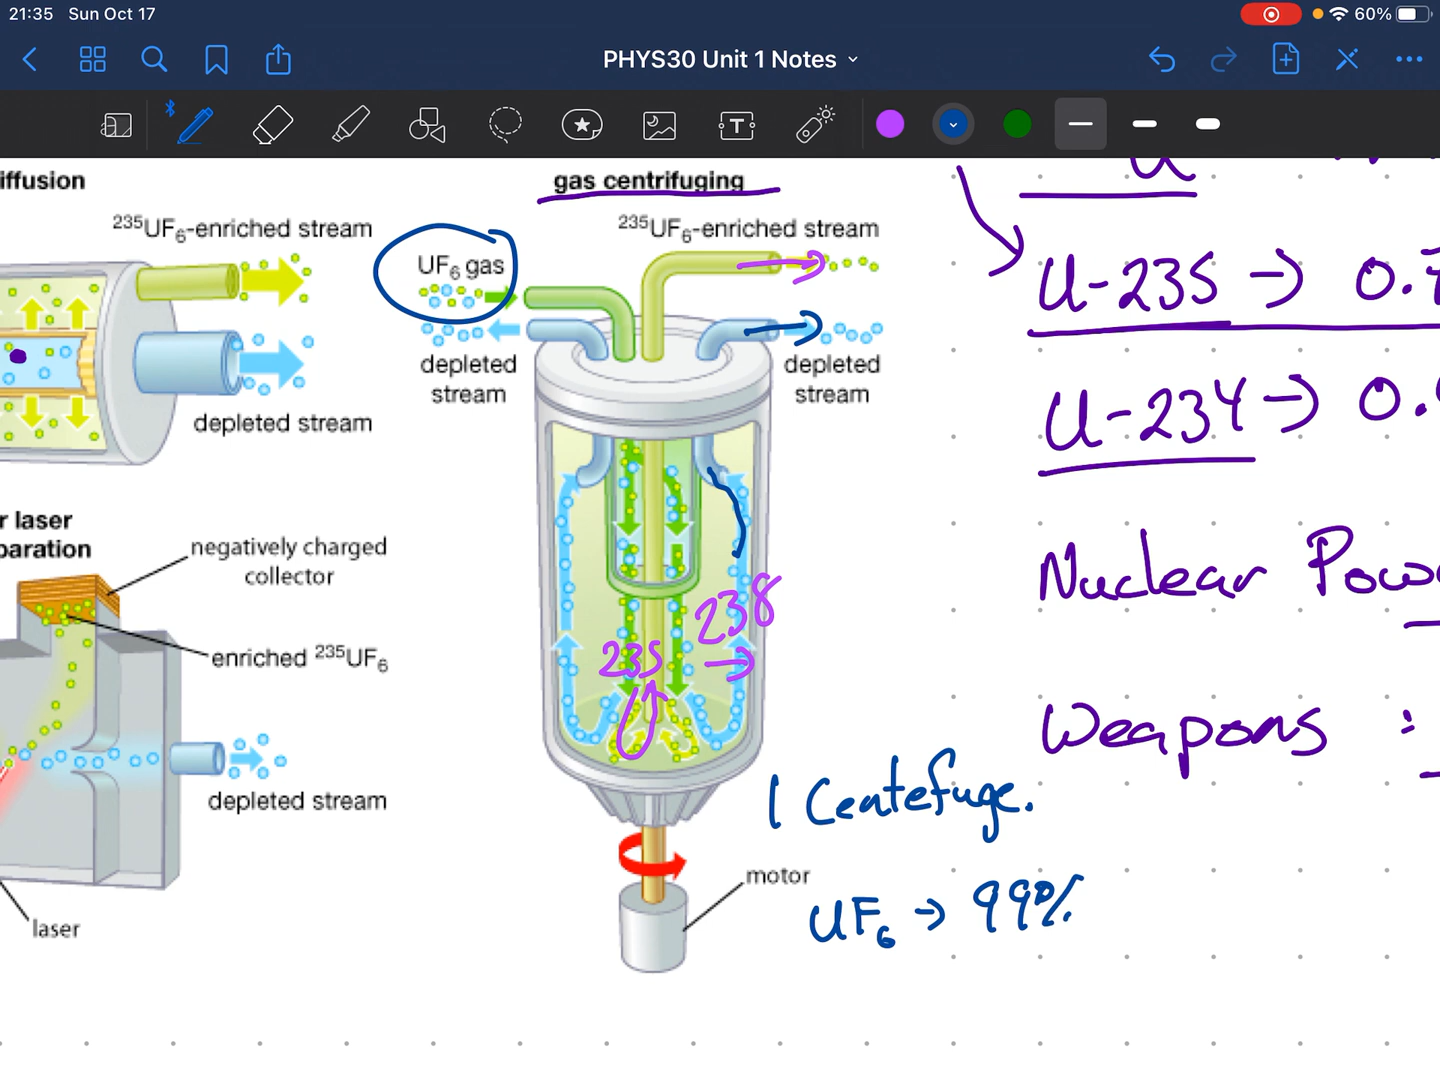 21:35 Sun Oct 17
60%
PHYS30 Unit 1 Notes
T
iffusion
gas centrifuging
²³⁵UF₆-enriched stream
²³⁵UF₆-enriched stream
UF₆ gas
depleted
stream
depleted
stream
depleted stream
U-235 → 0.7
U-234 → 0.
Nuclear Powe
Weapons :
r laser
paration
negatively charged
collector
enriched ²³⁵UF₆
depleted stream
laser
238
235
1 Centefuge.
motor
UF₆ → 99%